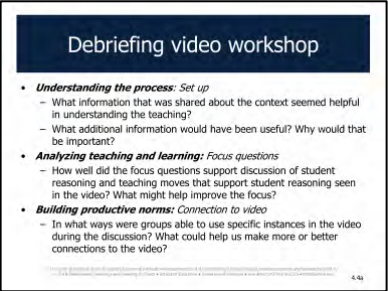 Debriefing video workshop
• Understanding the process: Set up
– What information that was shared about the context seemed helpful
in understanding the teaching?
– What additional information would have been useful? Why would that
be important?
• Analyzing teaching and learning: Focus questions
– How well did the focus questions support discussion of student
reasoning and teaching moves that support student reasoning seen
in the video? What might help improve the focus?
• Building productive norms: Connection to video
– In what ways were groups able to use specific instances in the video
during the discussion? What could help us make more or better
connections to the video?
4.4a